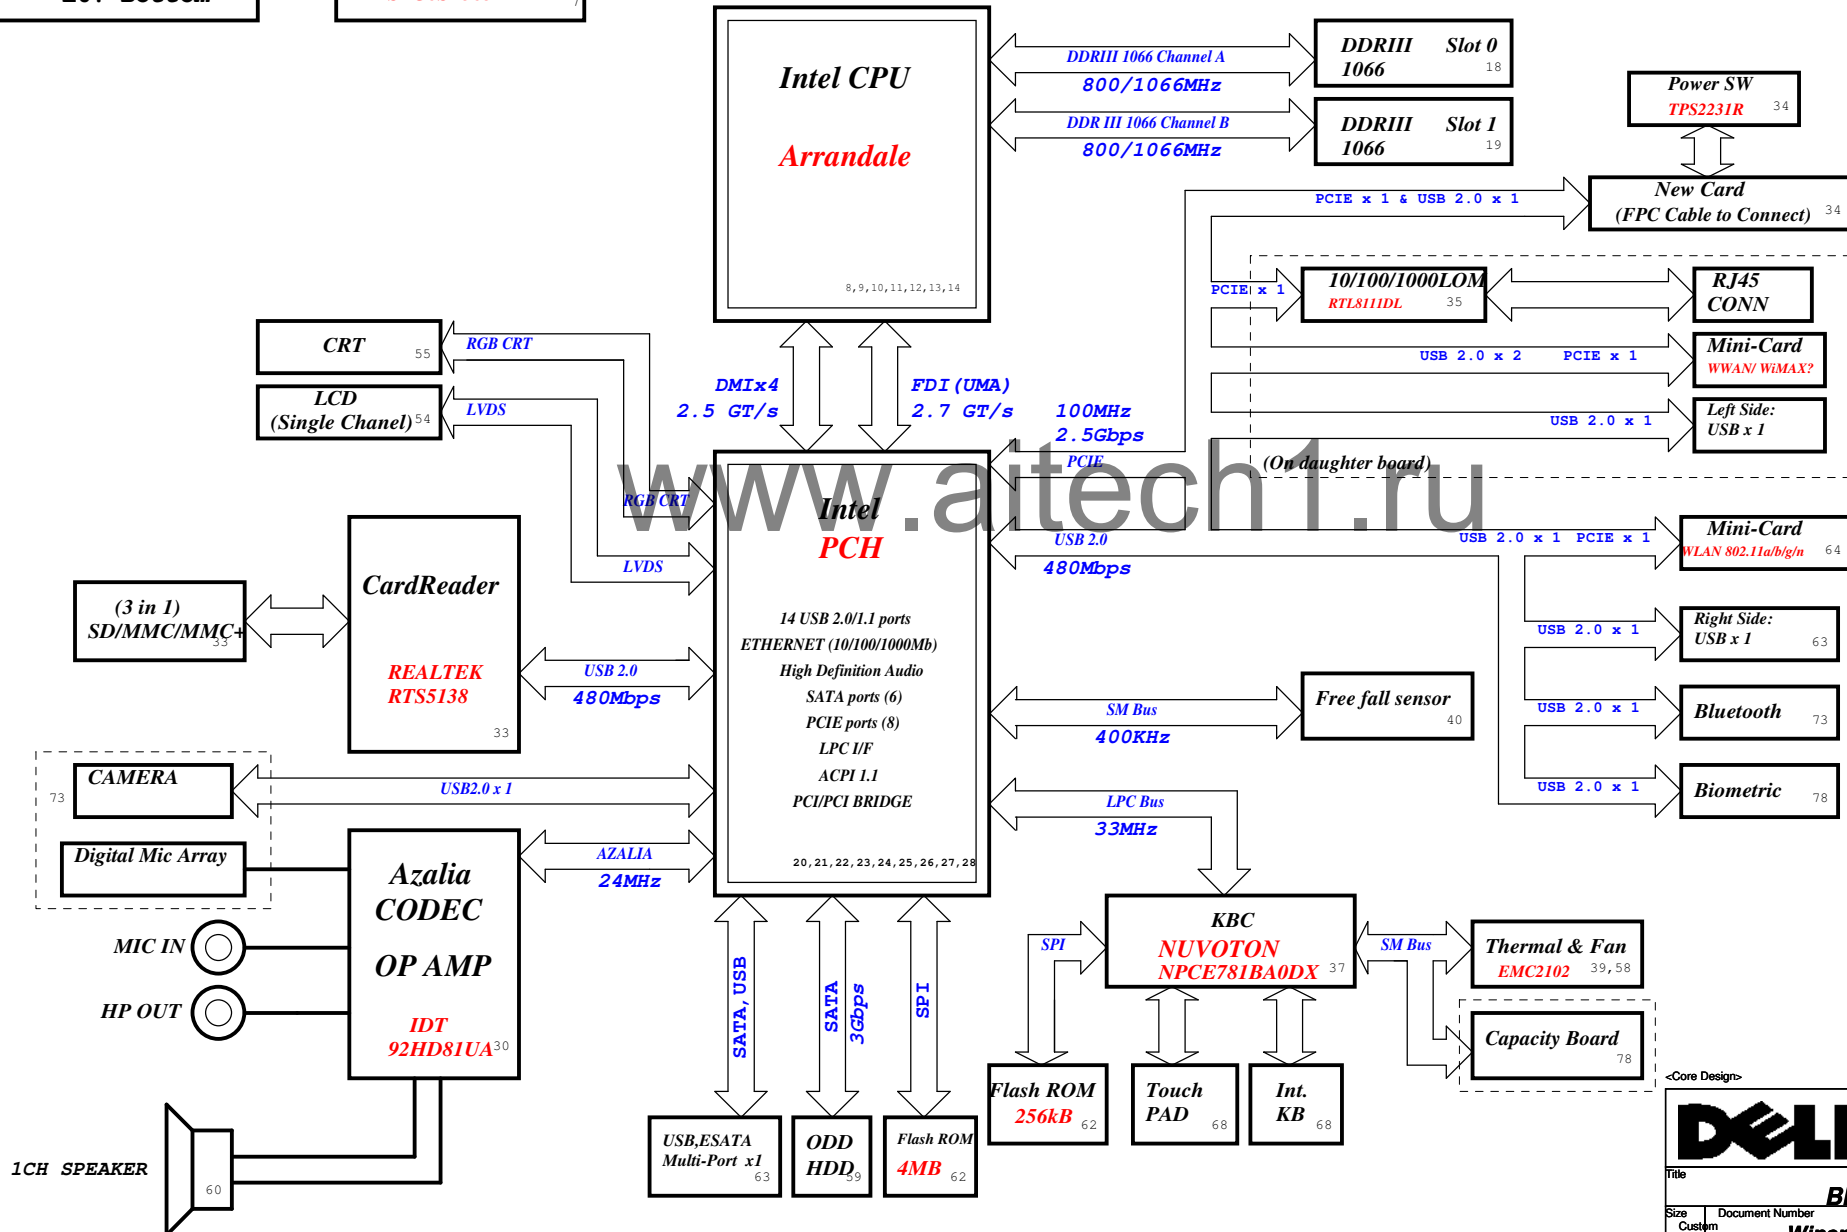 Intel CPU
Arrandale
8,9,10,11,12,13,14
DDRIII 1066 Channel A
800/1066MHz
DDRIII Slot 0
1066 18
DDR III 1066 Channel B
800/1066MHz
DDRIII Slot 1
1066 19
Power SW
TPS2231R 34
PCIE x 1 & USB 2.0 x 1
New Card
(FPC Cable to Connect) 34
PCIE x 1
10/100/1000LOM
RTL8111DL 35
RJ45
CONN
USB 2.0 x 2 PCIE x 1
Mini-Card
WWAN/ WiMAX?
USB 2.0 x 1
Left Side:
USB x 1
(On daughter board)
CRT 55
RGB CRT
LCD
(Single Chanel) 54
LVDS
DMIx4
2.5 GT/s
FDI(UMA)
2.7 GT/s
100MHz
2.5Gbps
PCIE
www.aitech1.ru
RGB CRT
LVDS
Intel
PCH
14 USB 2.0/1.1 ports
ETHERNET (10/100/1000Mb)
High Definition Audio
SATA ports (6)
PCIE ports (8)
LPC I/F
ACPI 1.1
PCI/PCI BRIDGE
20,21,22,23,24,25,26,27,28
USB 2.0
480Mbps
USB 2.0 x 1 PCIE x 1
Mini-Card
WLAN 802.11a/b/g/n 64
USB 2.0 x 1
Right Side:
USB x 1 63
USB 2.0 x 1
Bluetooth 73
USB 2.0 x 1
Biometric 78
(3 in 1)
SD/MMC/MMC+
33
CardReader
REALTEK
RTS5138
33
USB 2.0
480Mbps
SM Bus
400KHz
Free fall sensor
40
CAMERA
73
USB2.0 x 1
LPC Bus
33MHz
Digital Mic Array
AZALIA
24MHz
Azalia
CODEC
OP AMP
IDT
92HD81UA 30
MIC IN
HP OUT
1CH SPEAKER
60
SATA,USB
SATA
3Gbps
SPI
USB,ESATA
Multi-Port x1
63
ODD
HDD
59
Flash ROM
4MB 62
KBC
NUVOTON
NPCE781BA0DX 37
SPI
SM Bus
Thermal & Fan
EMC2102 39,58
Capacity Board
78
Flash ROM
256kB 62
Touch
PAD 68
Int.
KB 68
<Core Design>
DELL
Title
Size
Custom
Document Number